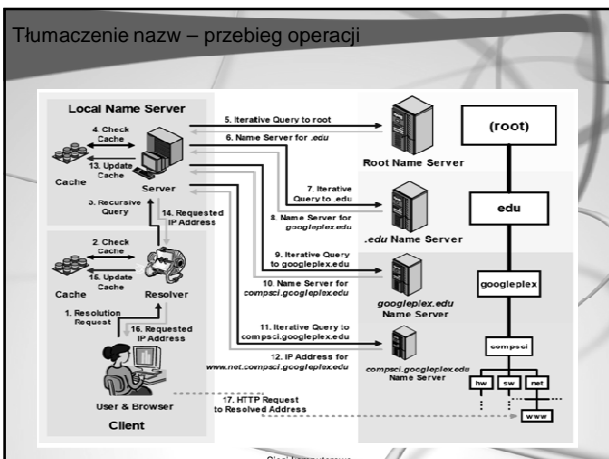 Tłumaczenie nazw – przebieg operacji
Local Name Server
4. Check
Cache
13. Update
Cache
Cache
Server
3. Recursive
Query
14. Requested
IP Address
2. Check
Cache
15. Update
Cache
Cache
Resolver
1. Resolution
Request
16. Requested
IP Address
User & Browser
Client
5. Iterative Query to root
6. Name Server for .edu
Root Name Server
7. Iterative
Query to .edu
8. Name Server for
googleplex.edu
.edu Name Server
9. Iterative Query
to googleplex.edu
10. Name Server for
compsci.googleplex.edu
googleplex.edu
Name Server
11. Iterative Query to
compsci.googleplex.edu
12. IP Address for
www.net.compsci.googleplex.edu
compsci.googleplex.edu
Name Server
17. HTTP Request
to Resolved Address
(root)
edu
googleplex
compsci
hw
sw
net
www